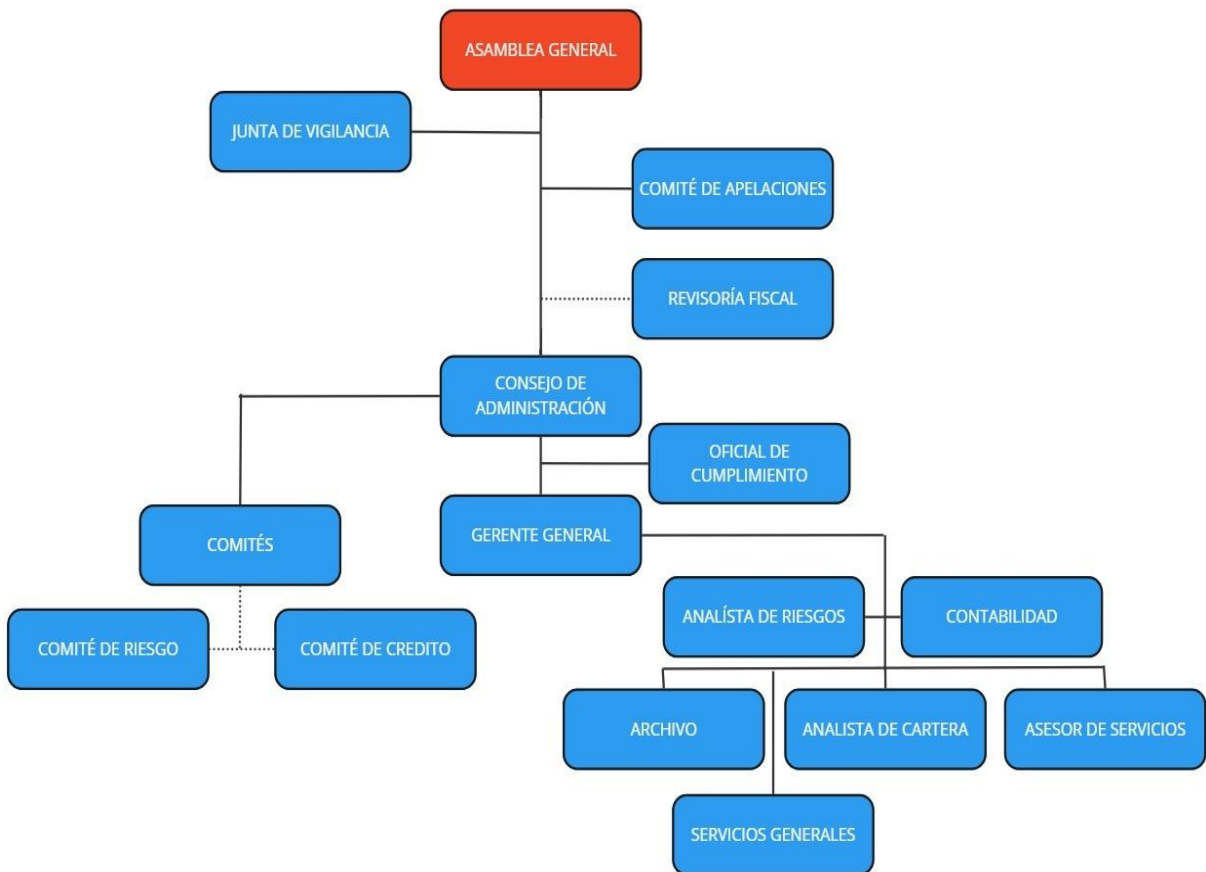 ASAMBLEA GENERAL
JUNTA DE VIGILANCIA
COMITÉ DE APELACIONES
REVISORÍA FISCAL
CONSEJO DE
ADMINISTRACIÓN
OFICIAL DE
CUMPLIMIENTO
GERENTE GENERAL
COMITÉS
COMITÉ DE RIESGO
COMITÉ DE CREDITO
ANALÍSTA DE RIESGOS
CONTABILIDAD
ARCHIVO
ANALISTA DE CARTERA
ASESOR DE SERVICIOS
SERVICIOS GENERALES